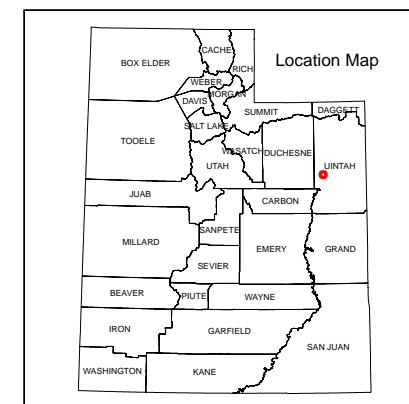 Location Map
CACHE
BOX ELDER
RICH
WEBER
MORGAN
DAVIS
SUMMIT
DAGGETT
SALT LAKE
TOOELE
WASATCH
DUCHESNE
UINTAH
UTAH
JUAB
CARBON
SANPETE
MILLARD
EMERY
GRAND
SEVIER
BEAVER
PIUTE
WAYNE
IRON
GARFIELD
SAN JUAN
WASHINGTON
KANE